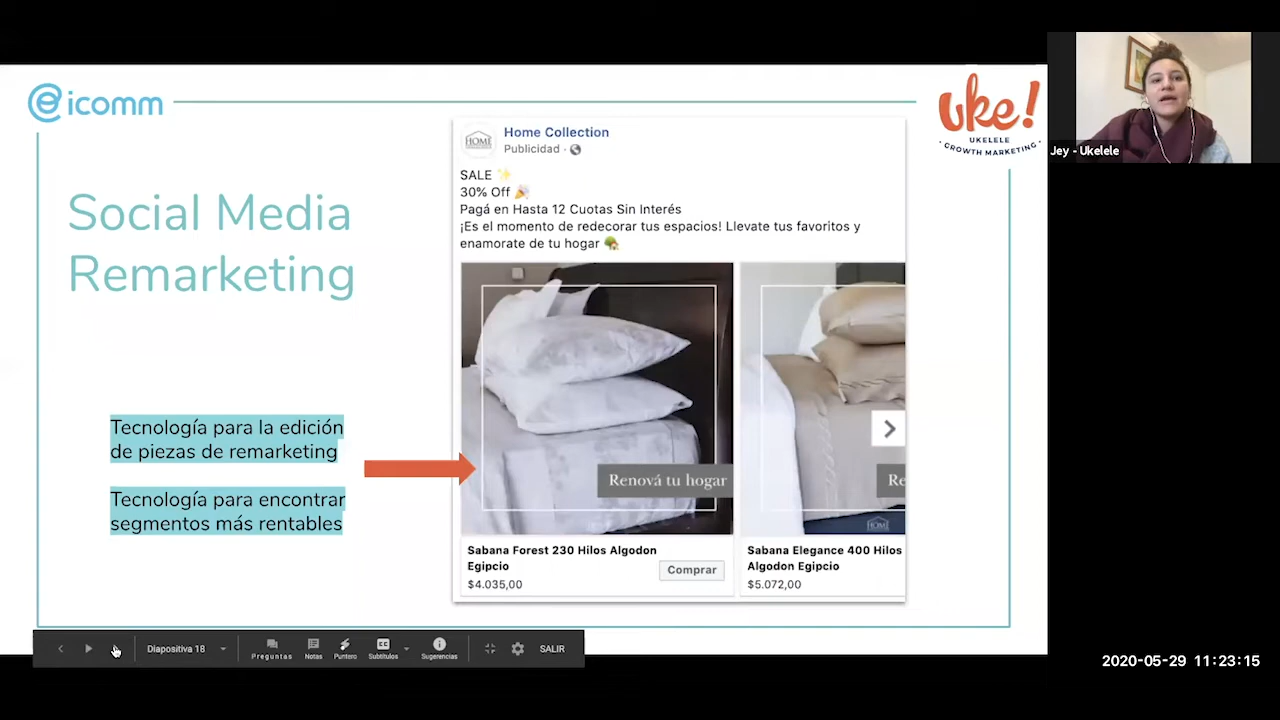 icomm
uke!
UKELELE
• GROWTH MARKETING •
Jey - Ukelele
Social Media
Remarketing
Tecnología para la edición
de piezas de remarketing
Tecnología para encontrar
segmentos más rentables
HOME
Home Collection
Publicidad ·
SALE ✨
30% Off 🎉
Pagá en Hasta 12 Cuotas Sin Interés
¡Es el momento de redecorar tus espacios! Llevate tus favoritos y
enamorate de tu hogar 🏡
Renová tu hogar
Re
HOME
Sabana Forest 230 Hilos Algodon
Egipcio
$4.035,00
Comprar
Sabana Elegance 400 Hilos
Algodon Egipcio
$5.072,00
Diapositiva 18
Preguntas
Notas
Puntero
CC
Subtítulos
Sugerencias
SALIR
2020-05-29 11:23:15